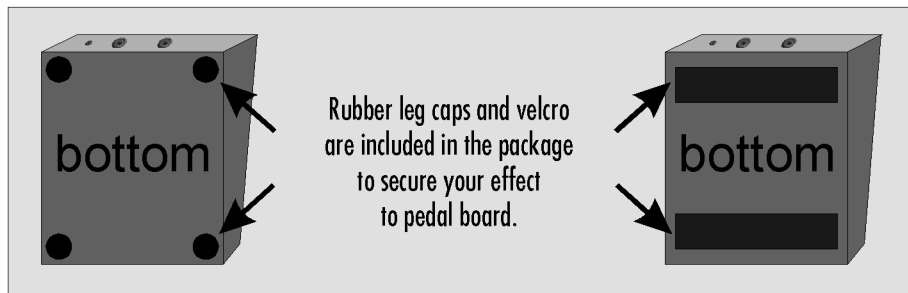 bottom
Rubber leg caps and velcro
are included in the package
to secure your effect
to pedal board.
bottom